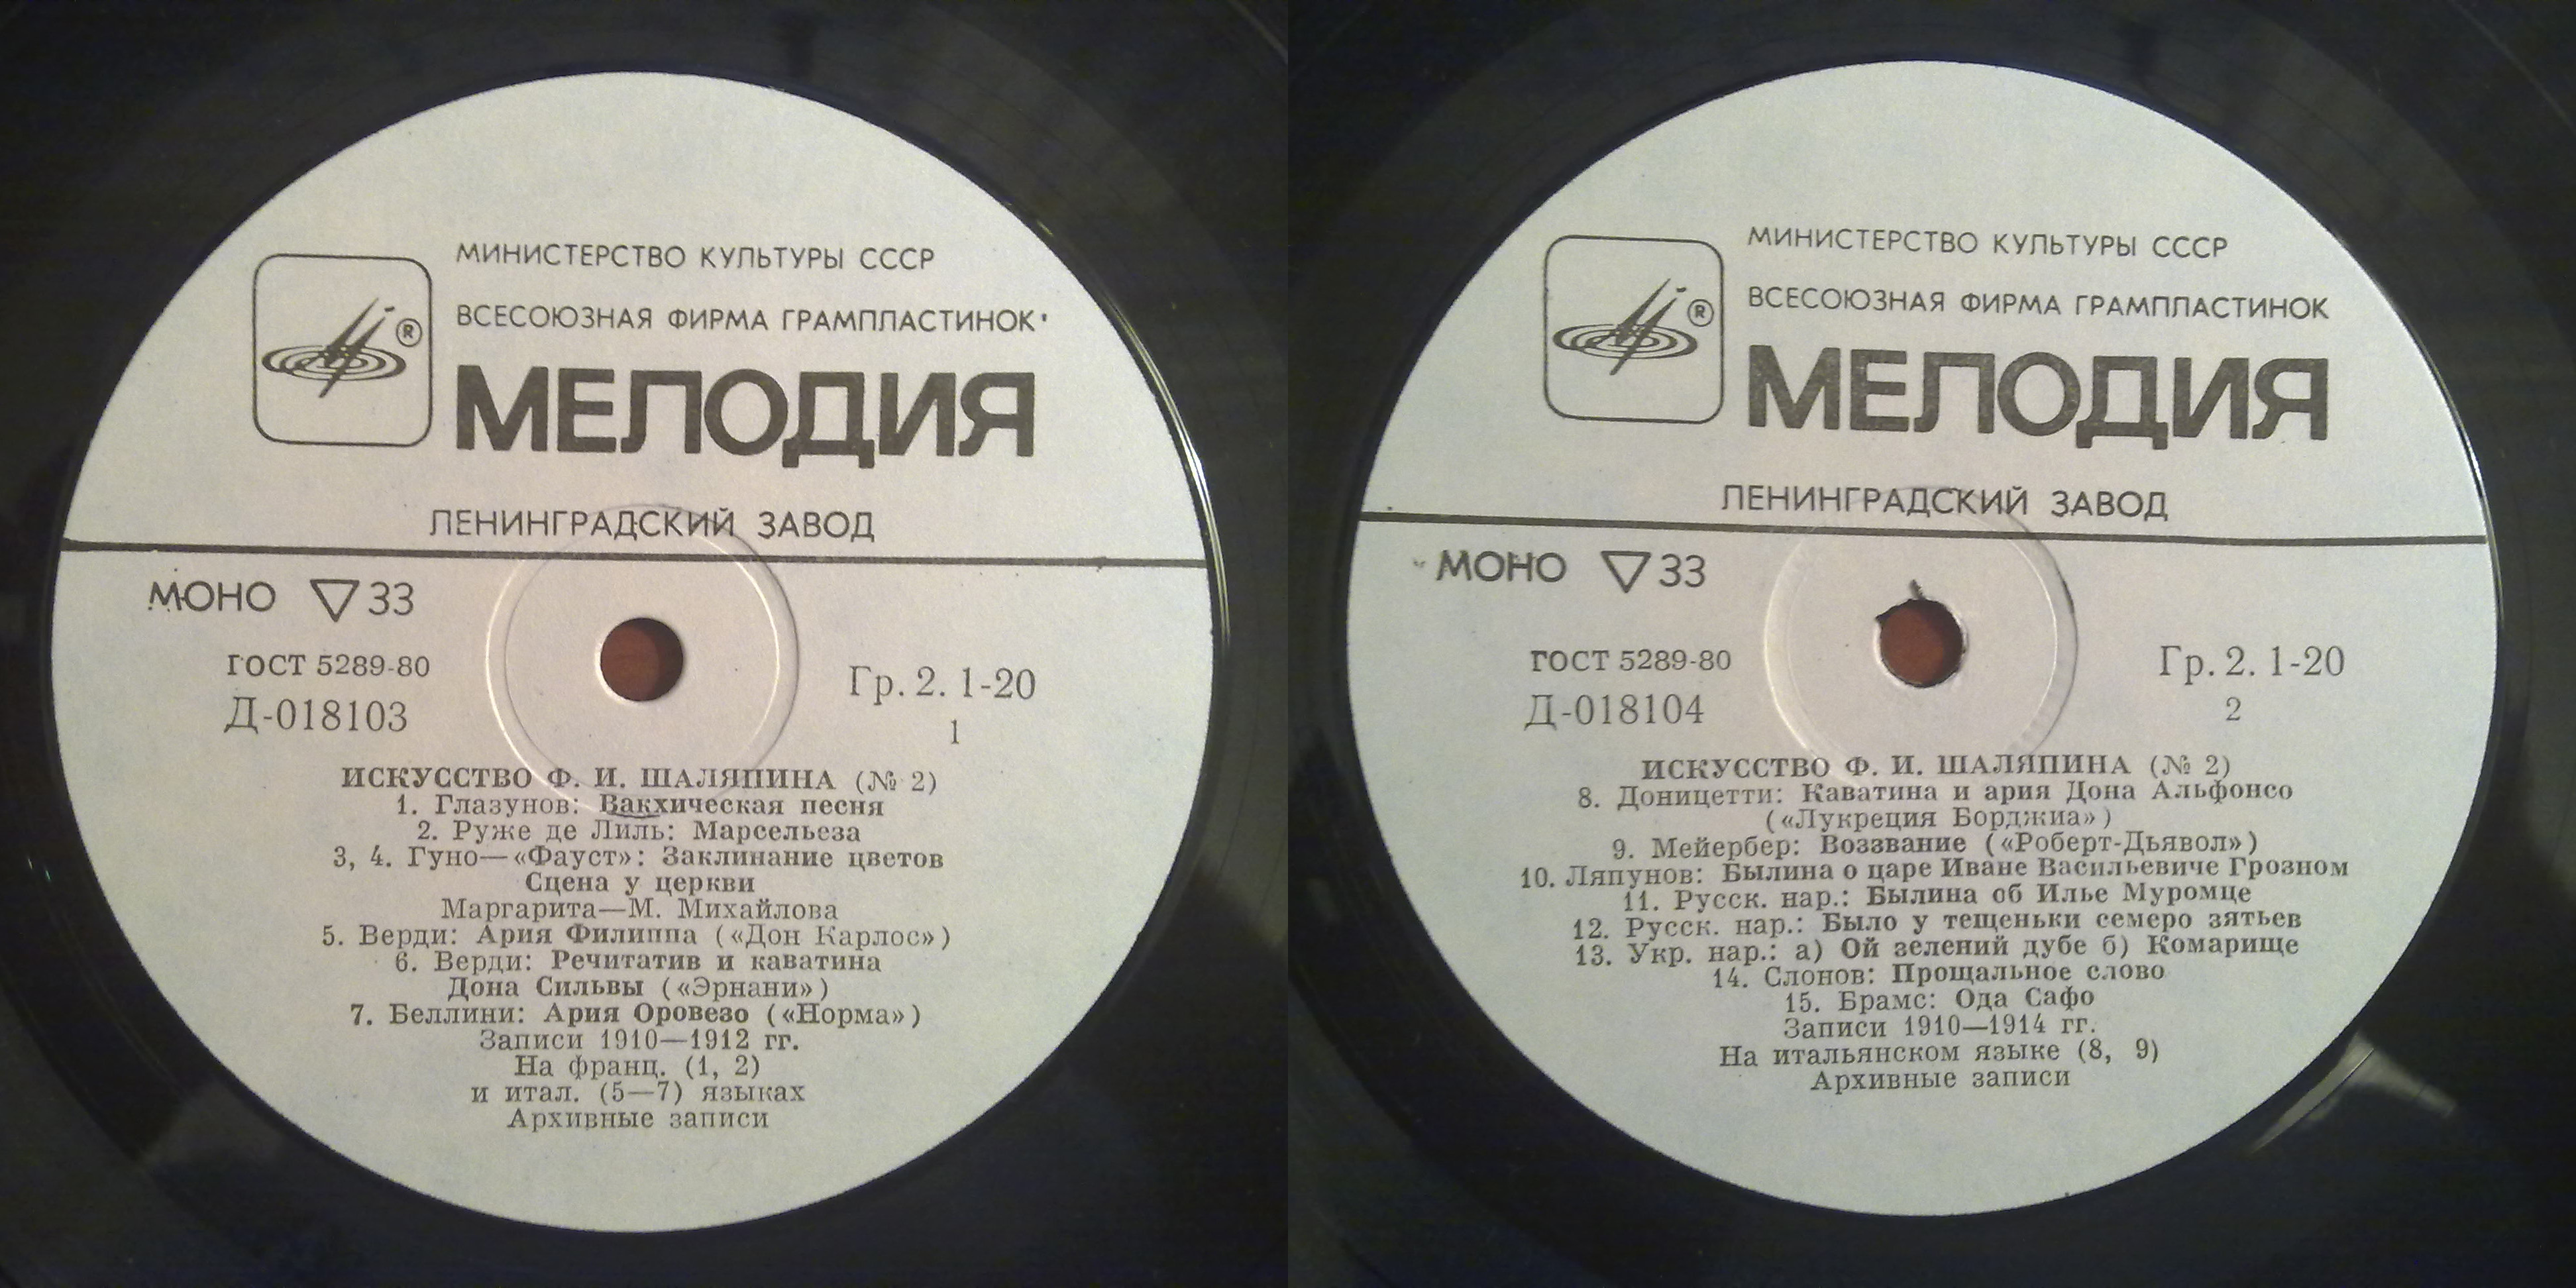 МИНИСТЕРСТВО КУЛЬТУРЫ СССР
ВСЕСОЮЗНАЯ ФИРМА ГРАМПЛАСТИНОК
®
МЕЛОДИЯ
ЛЕНИНГРАДСКИЙ ЗАВОД
МОНО ▽ 33
ГОСТ 5289-80
Гр. 2. 1-20
Д-018103
1
ИСКУССТВО Ф. И. ШАЛЯПИНА (№ 2)
1. Глазунов: Вакхическая песня
2. Руже де Лиль: Марсельеза
3, 4. Гуно—«Фауст»: Заклинание цветов
Сцена у церкви
Маргарита—М. Михайлова
5. Верди: Ария Филиппа («Дон Карлос»)
6. Верди: Речитатив и каватина
Дона Сильвы («Эрнани»)
7. Беллини: Ария Оровезо («Норма»)
Записи 1910—1912 гг.
На франц. (1, 2)
и итал. (5—7) языках
Архивные записи
МИНИСТЕРСТВО КУЛЬТУРЫ СССР
ВСЕСОЮЗНАЯ ФИРМА ГРАМПЛАСТИНОК
®
МЕЛОДИЯ
ЛЕНИНГРАДСКИЙ ЗАВОД
МОНО ▽ 33
ГОСТ 5289-80
Гр. 2. 1-20
Д-018104
2
ИСКУССТВО Ф. И. ШАЛЯПИНА (№ 2)
8. Доницетти: Каватина и ария Дона Альфонсо
(«Лукреция Борджиа»)
9. Мейербер: Воззвание («Роберт-Дьявол»)
10. Ляпунов: Былина о царе Иване Васильевиче Грозном
11. Русск. нар.: Былина об Илье Муромце
12. Русск. нар.: Было у тещеньки семеро зятьев
13. Укр. нар.: а) Ой зелений дубе б) Комарище
14. Слонов: Прощальное слово
15. Брамс: Ода Сафо
Записи 1910—1914 гг.
На итальянском языке (8, 9)
Архивные записи